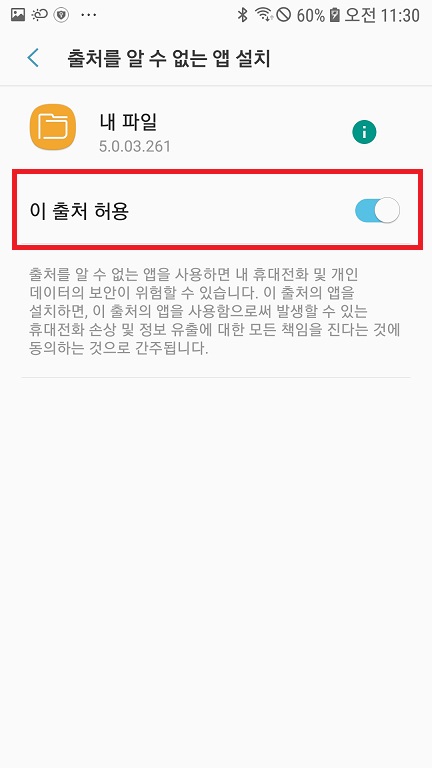 60% 오전 11:30
출처를 알 수 없는 앱 설치
내 파일
5.0.03.261
이 출처 허용
출처를 알 수 없는 앱을 사용하면 내 휴대전화 및 개인
데이터의 보안이 위험할 수 있습니다. 이 출처의 앱을
설치하면, 이 출처의 앱을 사용함으로써 발생할 수 있는
휴대전화 손상 및 정보 유출에 대한 모든 책임을 진다는 것에
동의하는 것으로 간주됩니다.